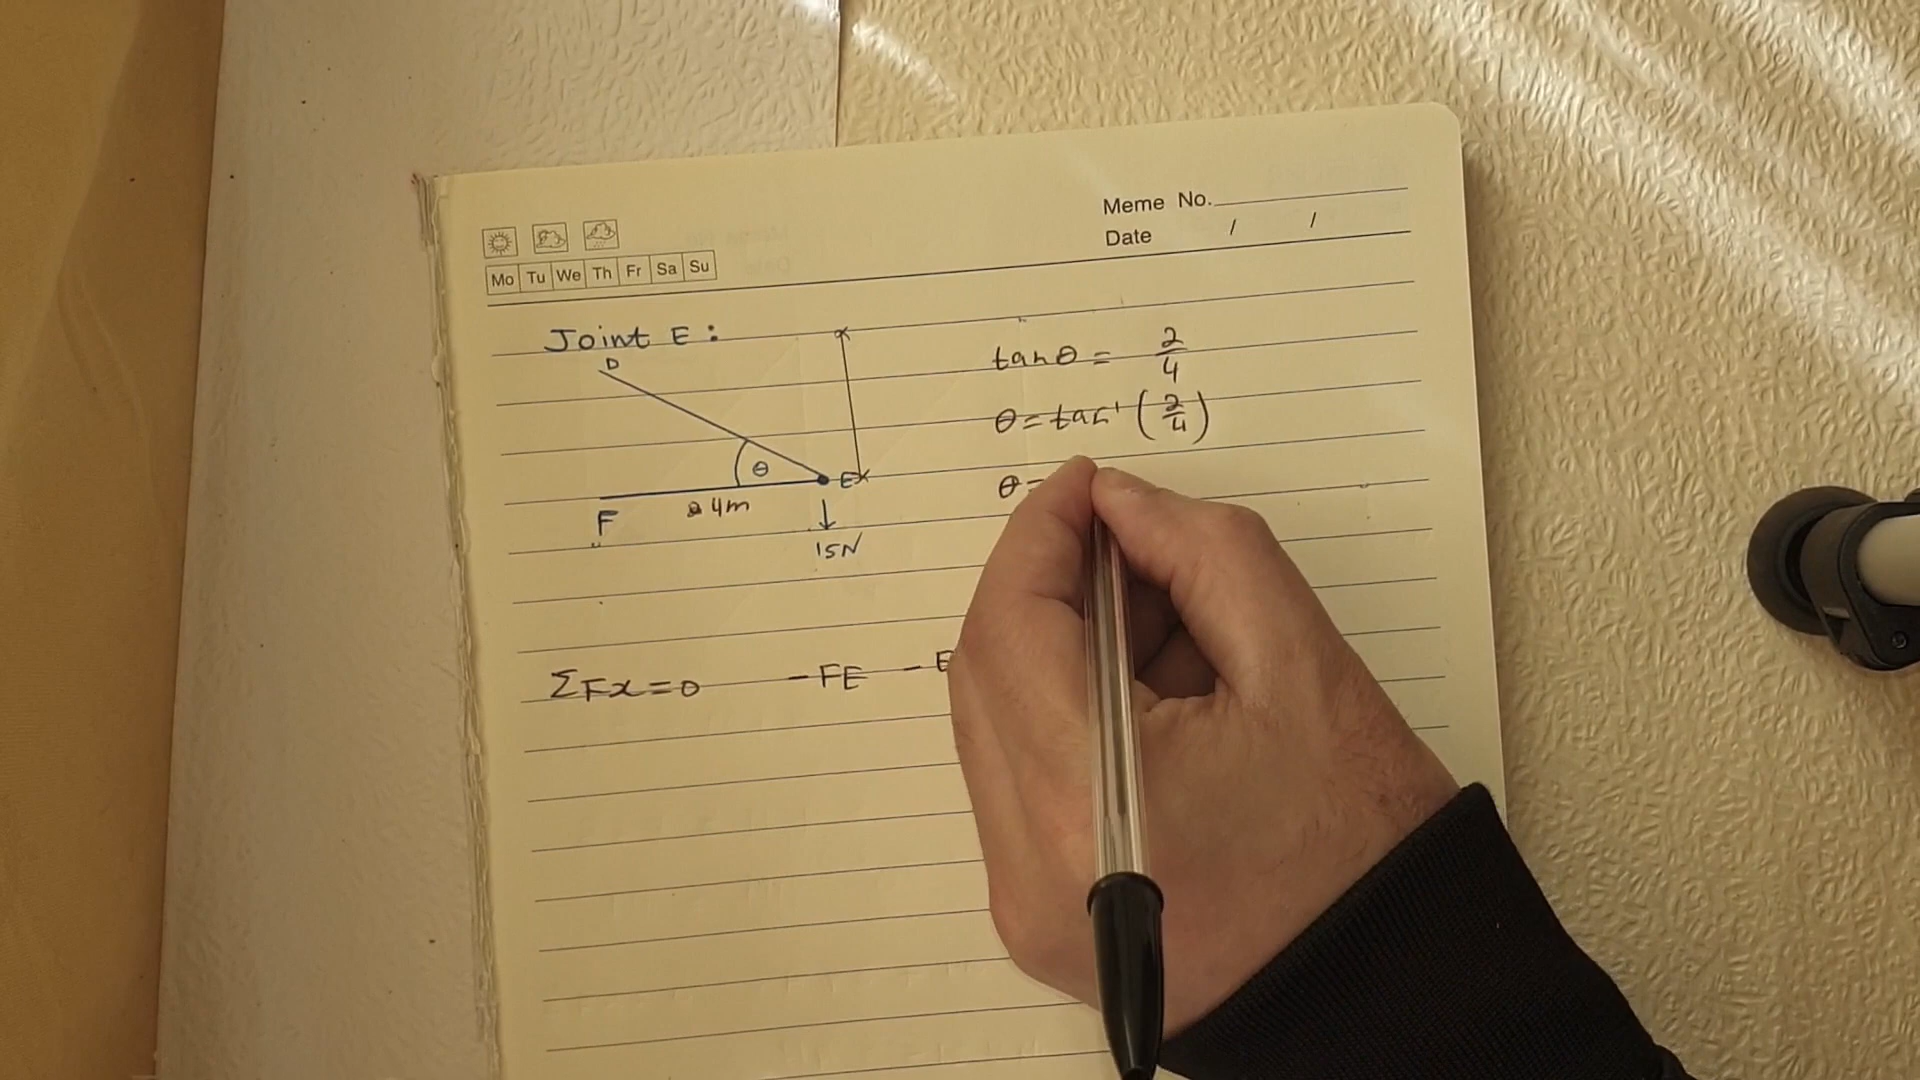 Meme No.
Date / /
Mo Tu We Th Fr Sa Su
Joint E :
D
θ
E
F
4m
15N
tanθ = 2/4
θ = tan⁻¹ (2/4)
θ =
ΣFx = 0 - FE - E